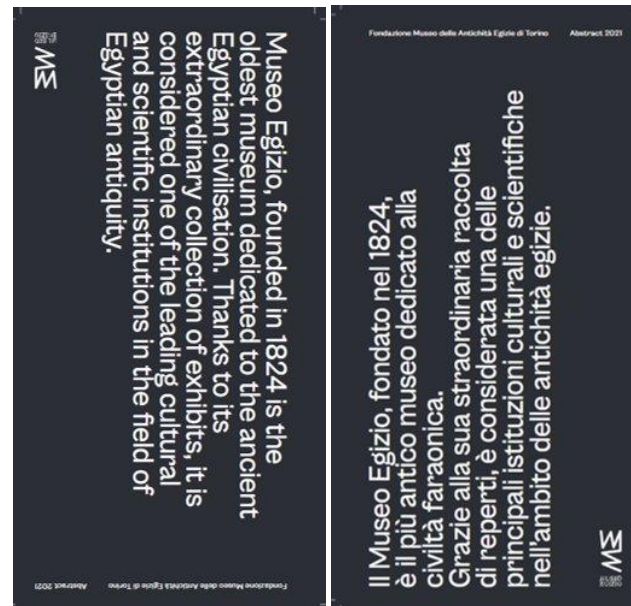 Museo Egizio, founded in 1824 is the
oldest museum dedicated to the ancient
Egyptian civilisation. Thanks to its
extraordinary collection of exhibits, it is
considered one of the leading cultural
and scientific institutions in the field of
Egyptian antiquity.
Fondazione Museo delle Antichità Egizie di Torino
Abstract 2021
Fondazione Museo delle Antichità Egizie di Torino
Abstract 2021
Il Museo Egizio, fondato nel 1824,
è il più antico museo dedicato alla
civiltà faraonica.
Grazie alla sua straordinaria raccolta
di reperti, è considerata una delle
principali istituzioni culturali e scientifiche
nell'ambito delle antichità egizie.